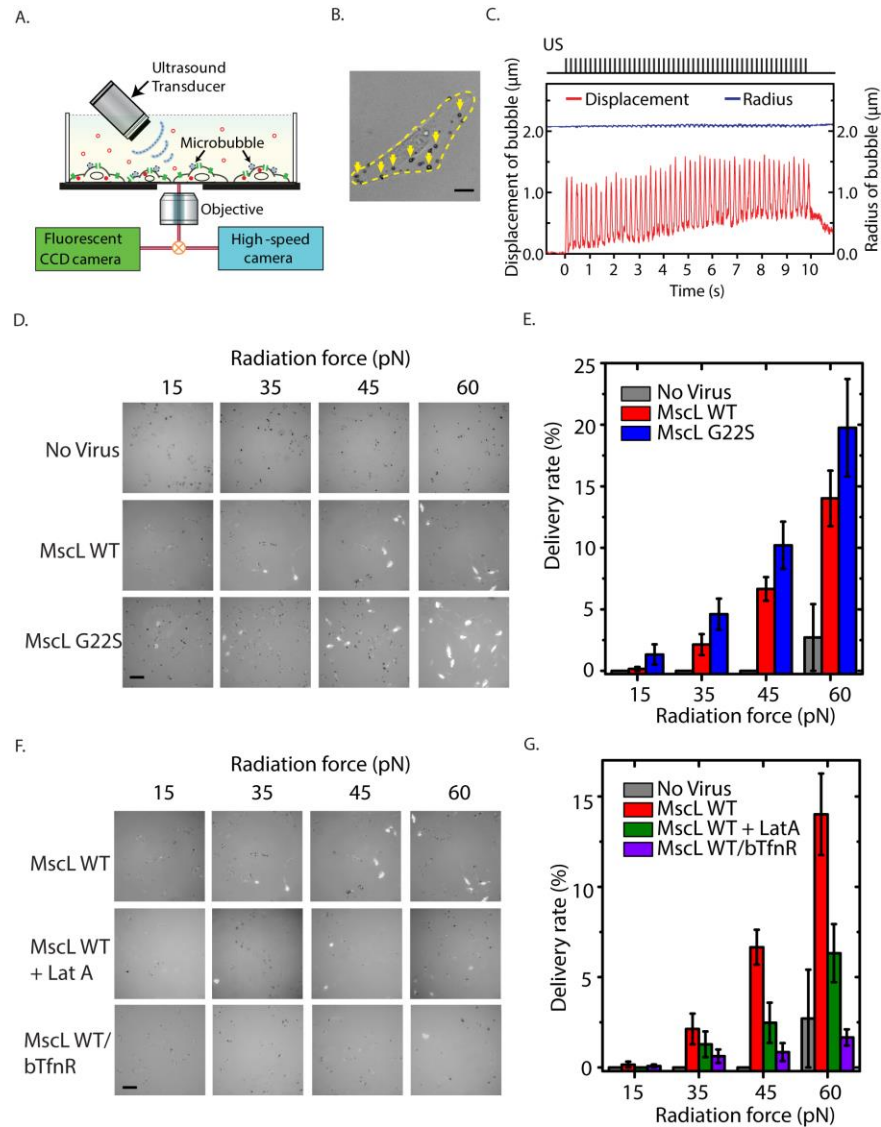 A.
Ultrasound
Transducer
Microbubble
Objective
Fluorescent
CCD camera
High-speed
camera
B.
C.
US
Displacement
Radius
Displacement of bubble (µm)
2.0
1.0
0.0
Radius of bubble (µm)
2.0
1.0
0.0
0 1 2 3 4 5 6 7 8 9 10
Time (s)
D.
Radiation force (pN)
15 35 45 60
No Virus
MscL WT
MscL G22S
E.
Delivery rate (%)
25
20
15
10
5
0
No Virus
MscL WT
MscL G22S
15 35 45 60
Radiation force (pN)
F.
Radiation force (pN)
15 35 45 60
MscL WT
MscL WT
+ Lat A
MscL WT/
bTfnR
G.
Delivery rate (%)
15
10
5
0
No Virus
MscL WT
MscL WT + LatA
MscL WT/bTfnR
15 35 45 60
Radiation force (pN)